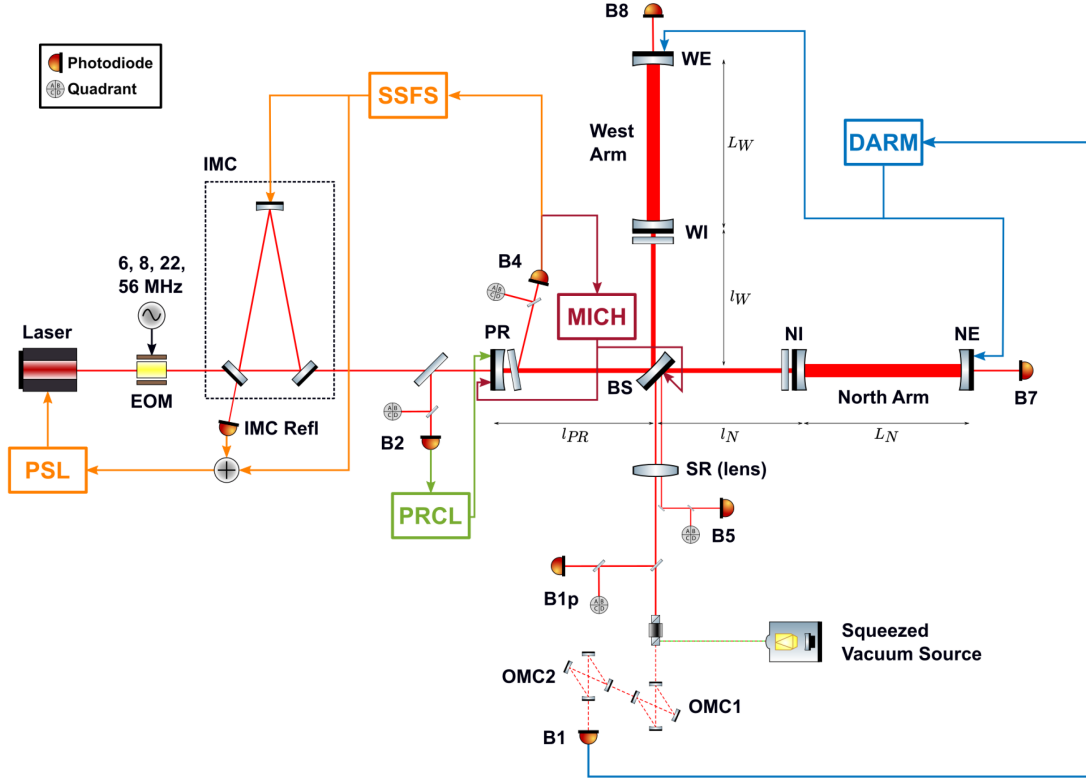 B8
Photodiode
Quadrant
WE
SSFS
West
Arm
L_W
DARM
IMC
WI
6, 8, 22,
56 MHz
B4
l_W
MICH
Laser
PR
NI
NE
EOM
BS
North Arm
B7
IMC Refl
B2
l_PR
l_N
L_N
PSL
SR (lens)
PRCL
B5
B1p
Squeezed
Vacuum Source
OMC2
OMC1
B1